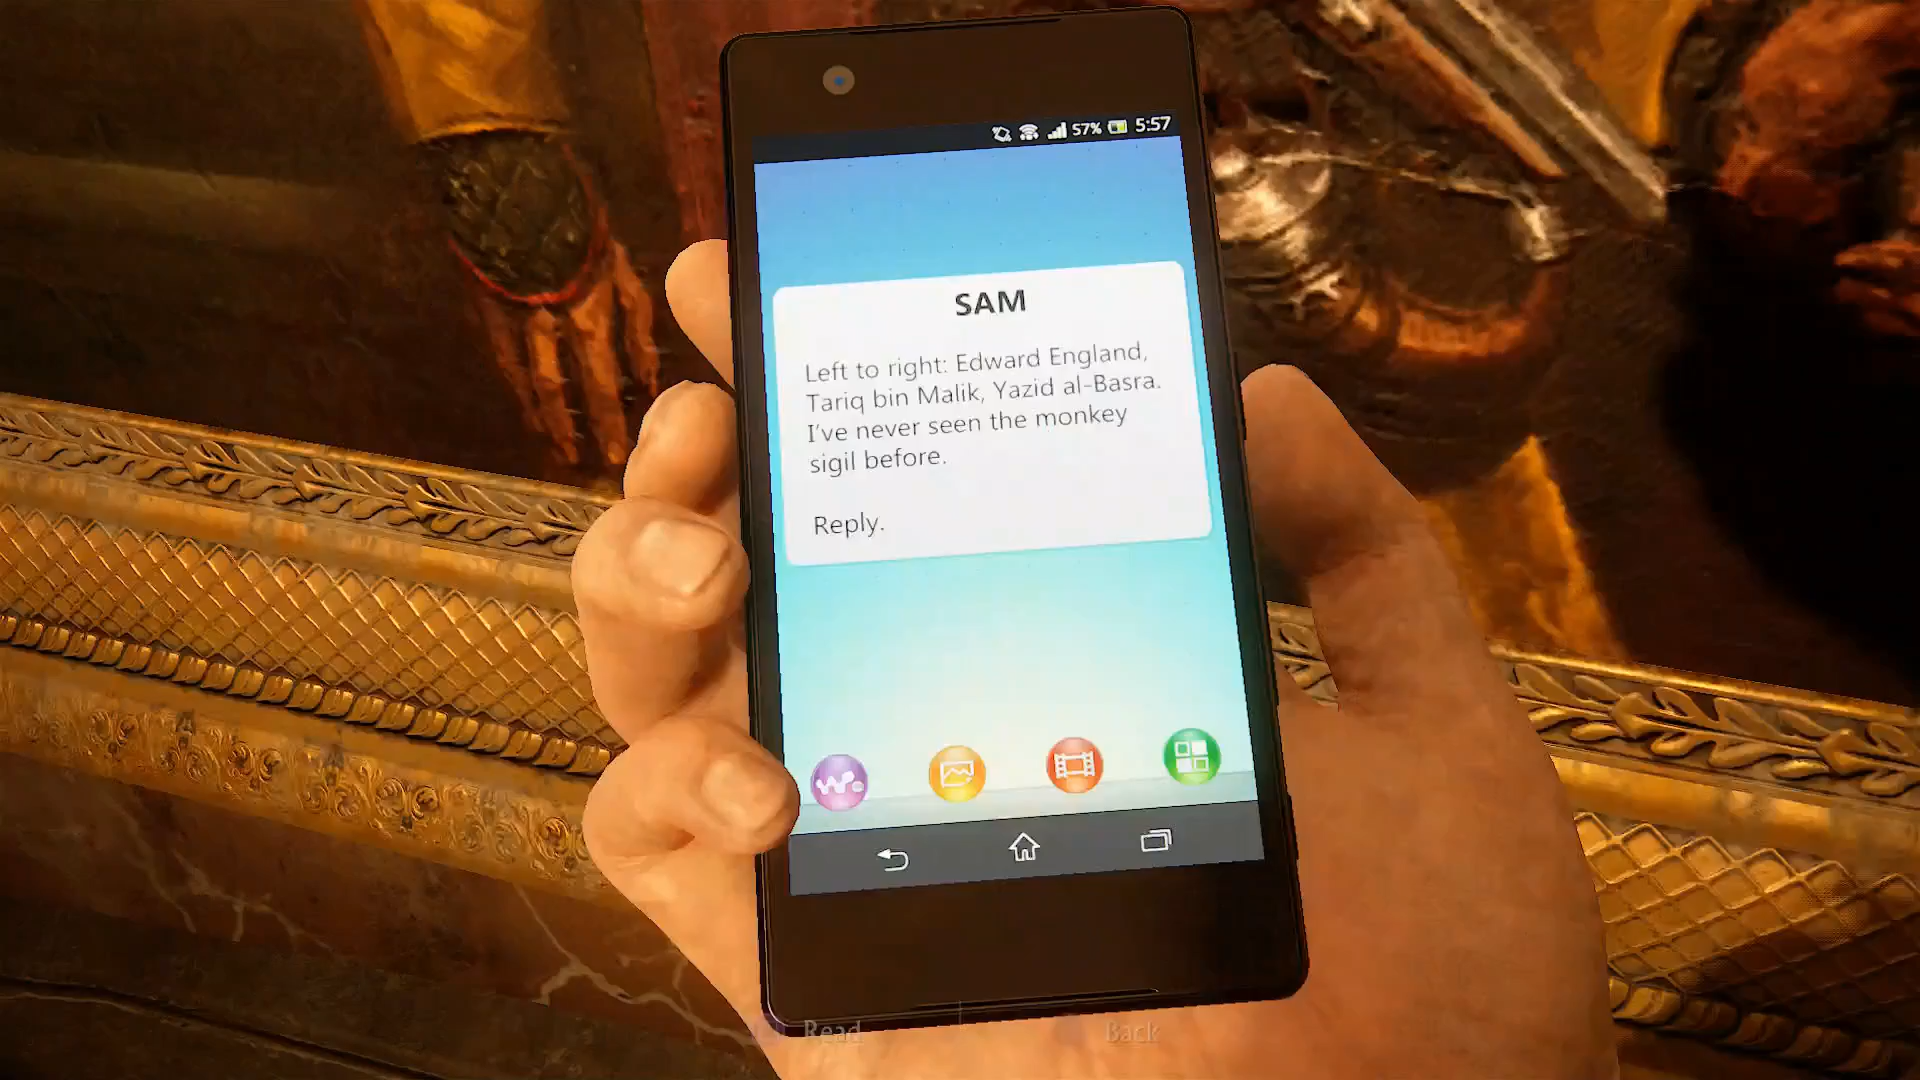 57% 5:57
SAM
Left to right: Edward England,
Tariq bin Malik, Yazid al-Basra.
I've never seen the monkey
sigil before.
Reply.
Read
Back